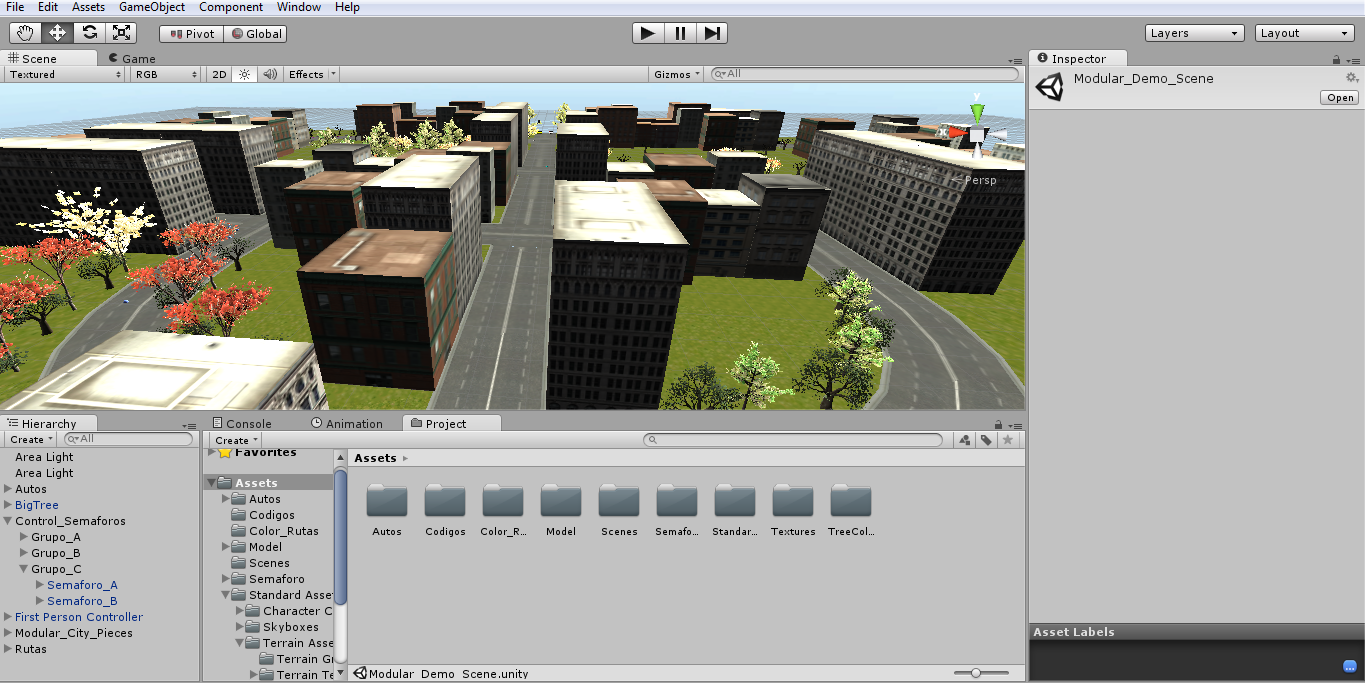 File Edit Assets GameObject Component Window Help
Pivot Global Layers Layout
Scene Game
Textured RGB 2D Effects Gizmos All
y
x
Persp
Inspector
Modular_Demo_Scene
Open
Hierarchy
Create All
Area Light
Area Light
Autos
BigTree
Control_Semaforos
Grupo_A
Grupo_B
Grupo_C
Semaforo_A
Semaforo_B
First Person Controller
Modular_City_Pieces
Rutas
Console Animation Project
Create
Favorites
Assets
Autos
Codigos
Color_Rutas
Model
Scenes
Semaforo
Standard Asse
Character C
Skyboxes
Terrain Asse
Terrain Gr
Terrain Te
Assets
Autos Codigos Color_R... Model Scenes Semafo... Standar... Textures TreeCol...
Modular_Demo_Scene.unity
Asset Labels